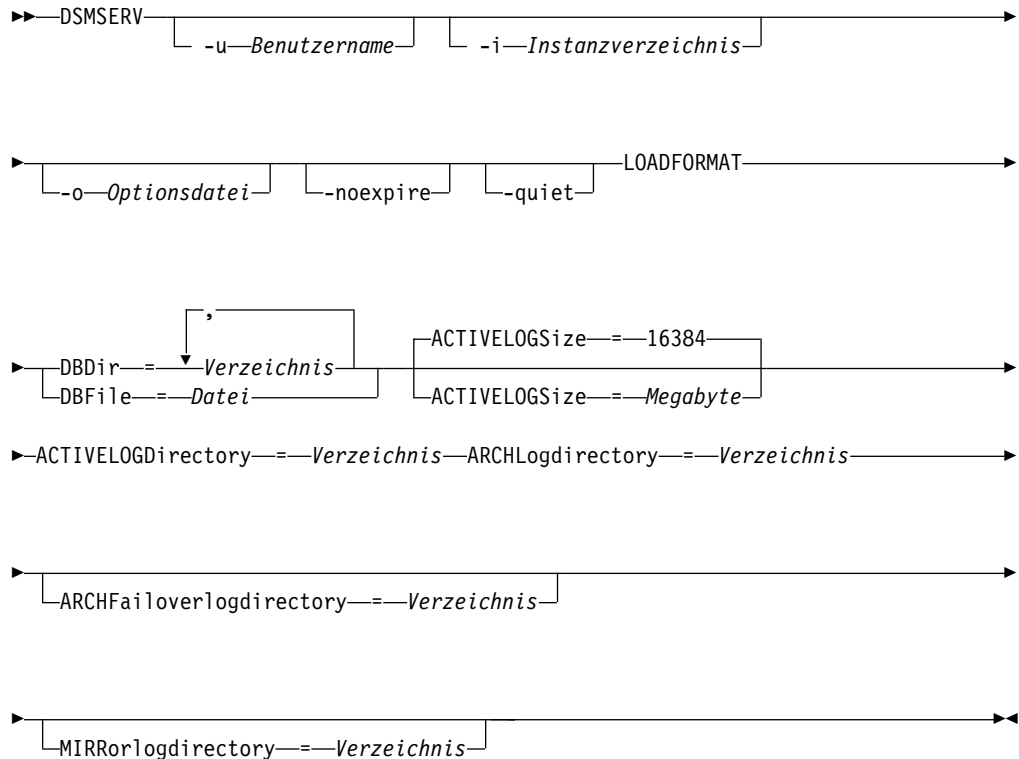 DSMSERV
-u Benutzername -i Instanzverzeichnis
LOADFORMAT
-o Optionsdatei -noexpire -quiet
,
ACTIVELOGSize = 16384
DBDir = Verzeichnis
DBFile = Datei ACTIVELOGSize = Megabyte
ACTIVELOGDirectory = Verzeichnis ARCHLogdirectory = Verzeichnis
ARCHFailoverlogdirectory = Verzeichnis
MIRRorlogdirectory = Verzeichnis